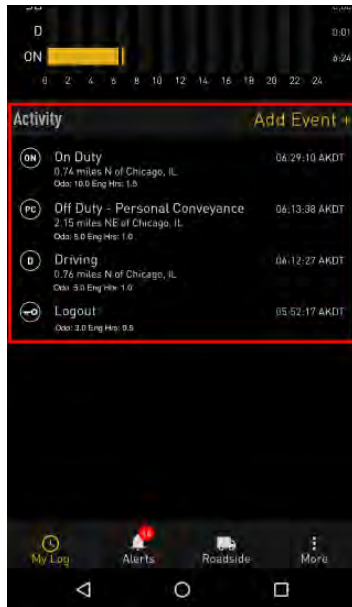 D 0:01
ON 6:24
0 2 4 6 8 10 12 14 16 18 20 22 24
Activity Add Event +
ON On Duty 06:29:10 AKDT
0.74 miles N of Chicago, IL
Odo: 10.0 Eng Hrs: 1.5
PC Off Duty - Personal Conveyance 06:13:38 AKDT
2.15 miles NE of Chicago, IL
Odo: 5.0 Eng Hrs: 1.0
D Driving 06:12:27 AKDT
0.76 miles N of Chicago, IL
Odo: 5.0 Eng Hrs: 1.0
Logout 05:52:17 AKDT
Odo: 3.0 Eng Hrs: 0.5
My Log Alerts Roadside More